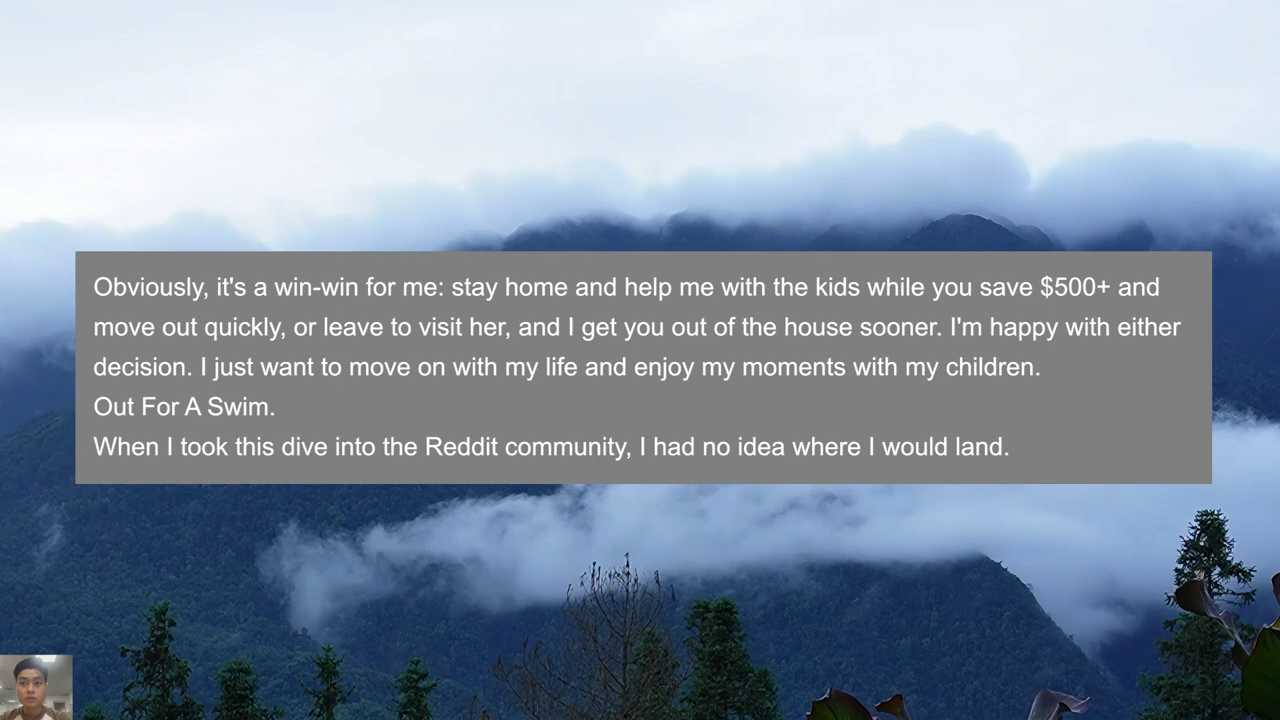 Obviously, it's a win-win for me: stay home and help me with the kids while you save $500+ and
move out quickly, or leave to visit her, and I get you out of the house sooner. I'm happy with either
decision. I just want to move on with my life and enjoy my moments with my children.
Out For A Swim.
When I took this dive into the Reddit community, I had no idea where I would land.